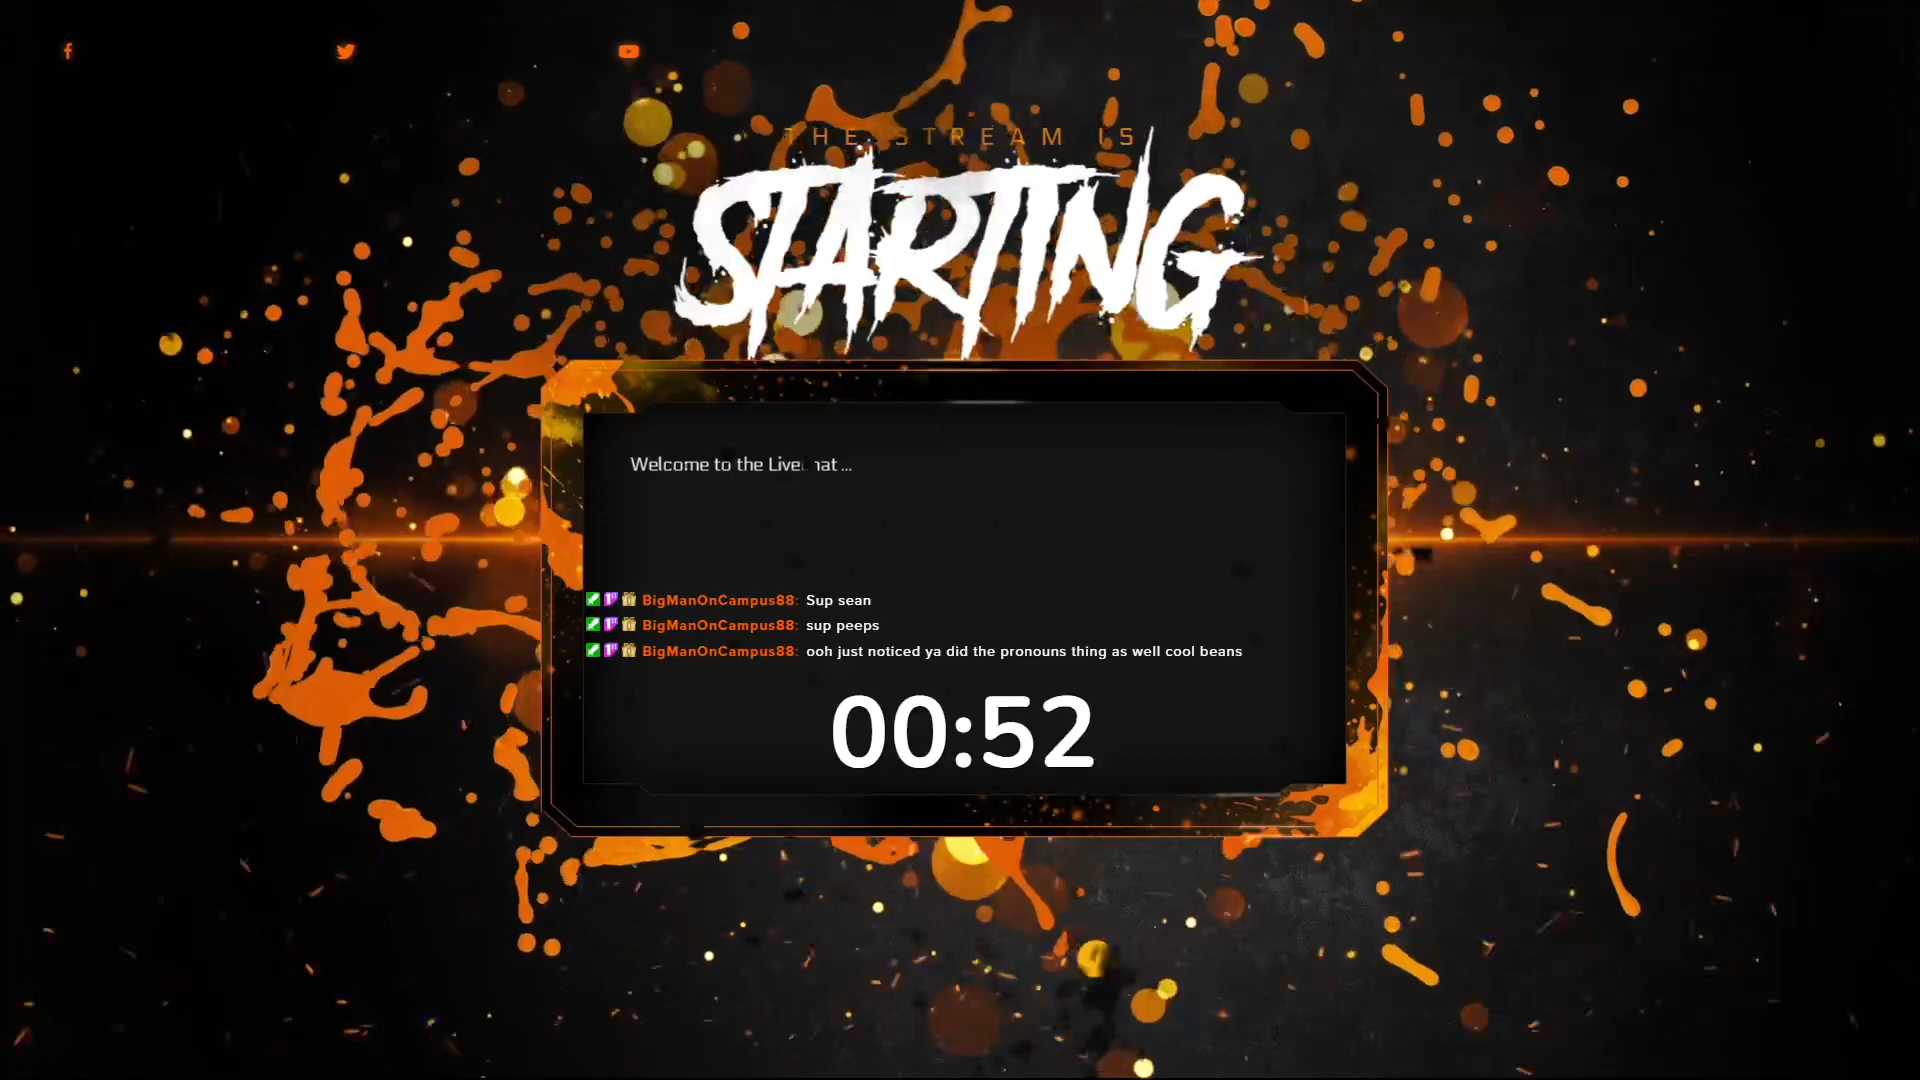 THE STREAM IS
STARTING
Welcome to the Live hat ...
BigManOnCampus88: Sup sean
BigManOnCampus88: sup peeps
BigManOnCampus88: ooh just noticed ya did the pronouns thing as well cool beans
00:52